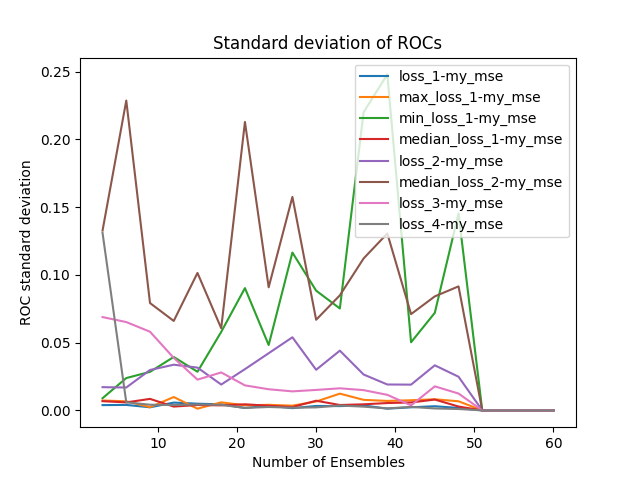 Standard deviation of ROCs
0.25
0.20
0.15
0.10
0.05
0.00
ROC standard deviation
loss_1-my_mse
max_loss_1-my_mse
min_loss_1-my_mse
median_loss_1-my_mse
loss_2-my_mse
median_loss_2-my_mse
loss_3-my_mse
loss_4-my_mse
10 20 30 40 50 60
Number of Ensembles